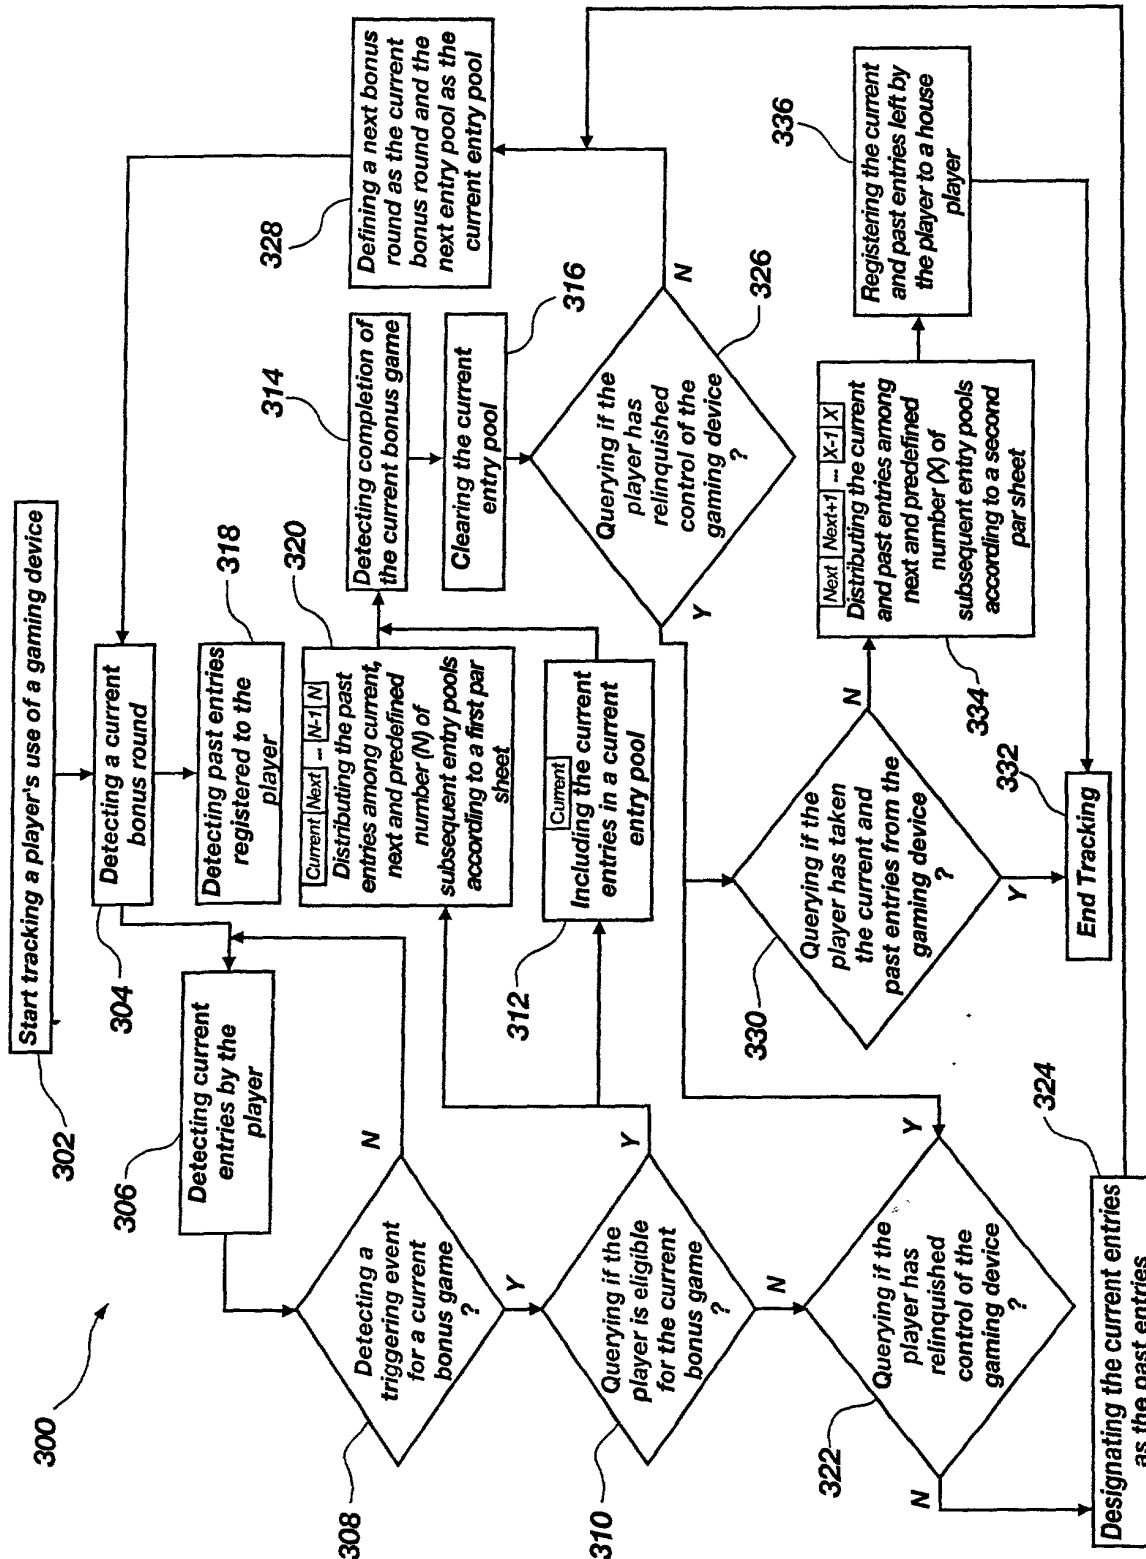 300
302
Start tracking a player's use of a gaming device
304
Detecting a current
bonus round
306
Detecting current
entries by the
player
318
Detecting past entries
registered to the
player
308
Detecting a
triggering event
for a current
bonus game
?
N
Y
310
Querying if the
player is eligible
for the current
bonus game
?
Y
N
320
Current Next ... N-1 N
Distributing the past
entries among current,
next and predefined
number (N) of
subsequent entry pools
according to a first par
sheet
312
Current
Including the current
entries in a current
entry pool
314
Detecting completion of
the current bonus game
316
Clearing the current
entry pool
326
Querying if the
player has
relinquished
control of the
gaming device
?
N
Y
328
Defining a next bonus
round as the current
bonus round and the
next entry pool as the
current entry pool
322
Querying if the
player has
relinquished
control of the
gaming device
?
Y
N
324
Designating the current entries
as the past entries
330
Querying if the
player has taken
the current and
past entries from the
gaming device
?
N
Y
332
End Tracking
334
Next Next+1 ... X-1 X
Distributing the current
and past entries among
next and predefined
number (X) of
subsequent entry pools
according to a second
par sheet
336
Registering the current
and past entries left by
the player to a house
player